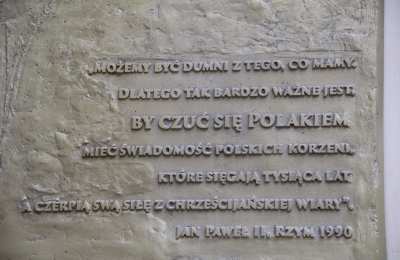 „MOŻEMY BYĆ DUMNI Z TEGO, CO MAMY.
DLATEGO TAK BARDZO WAŻNE JEST,
BY CZUĆ SIĘ POLAKIEM,
MIEĆ ŚWIADOMOŚĆ POLSKICH KORZENI,
KTÓRE SIĘGAJĄ TYSIĄCA LAT,
A CZERPIĄ SWĄ SIŁĘ Z CHRZEŚCIJAŃSKIEJ WIARY”.
JAN PAWEŁ II, RZYM 1990